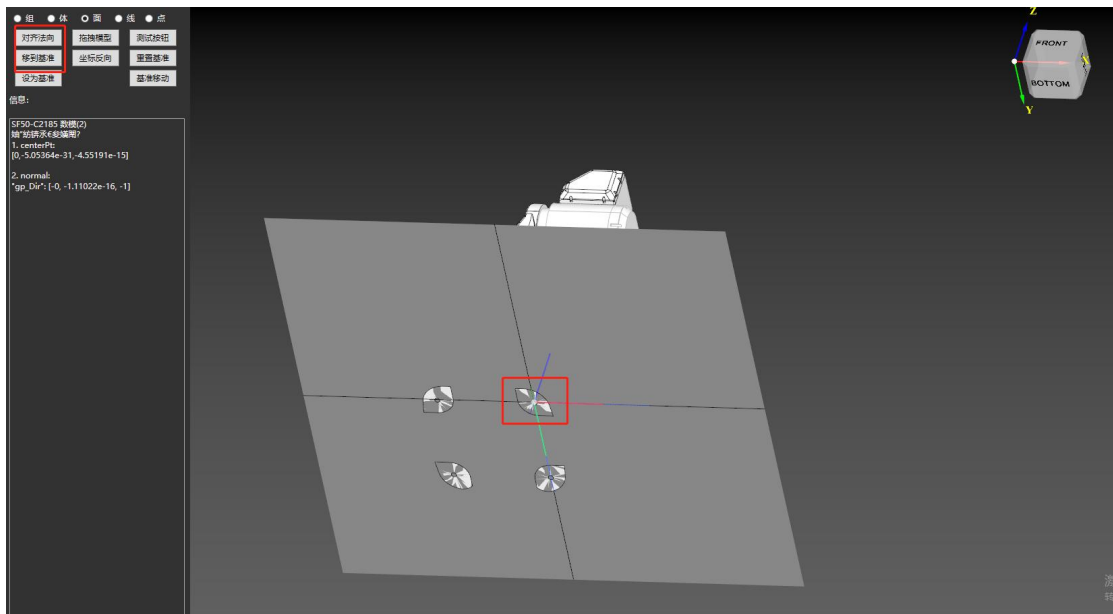 组 体 面 线 点
对齐法向 拖拽模型 测试按钮
移到基准 坐标反向 重置基准
设为基准 基准移动
信息:
SF50-C2185 数模(2)
1. centerPt:
[0,-5.05364e-31,-4.55191e-15]
2. normal:
"gp_Dir": [-0, -1.11022e-16, -1]
Z
FRONT
X
BOTTOM
Y